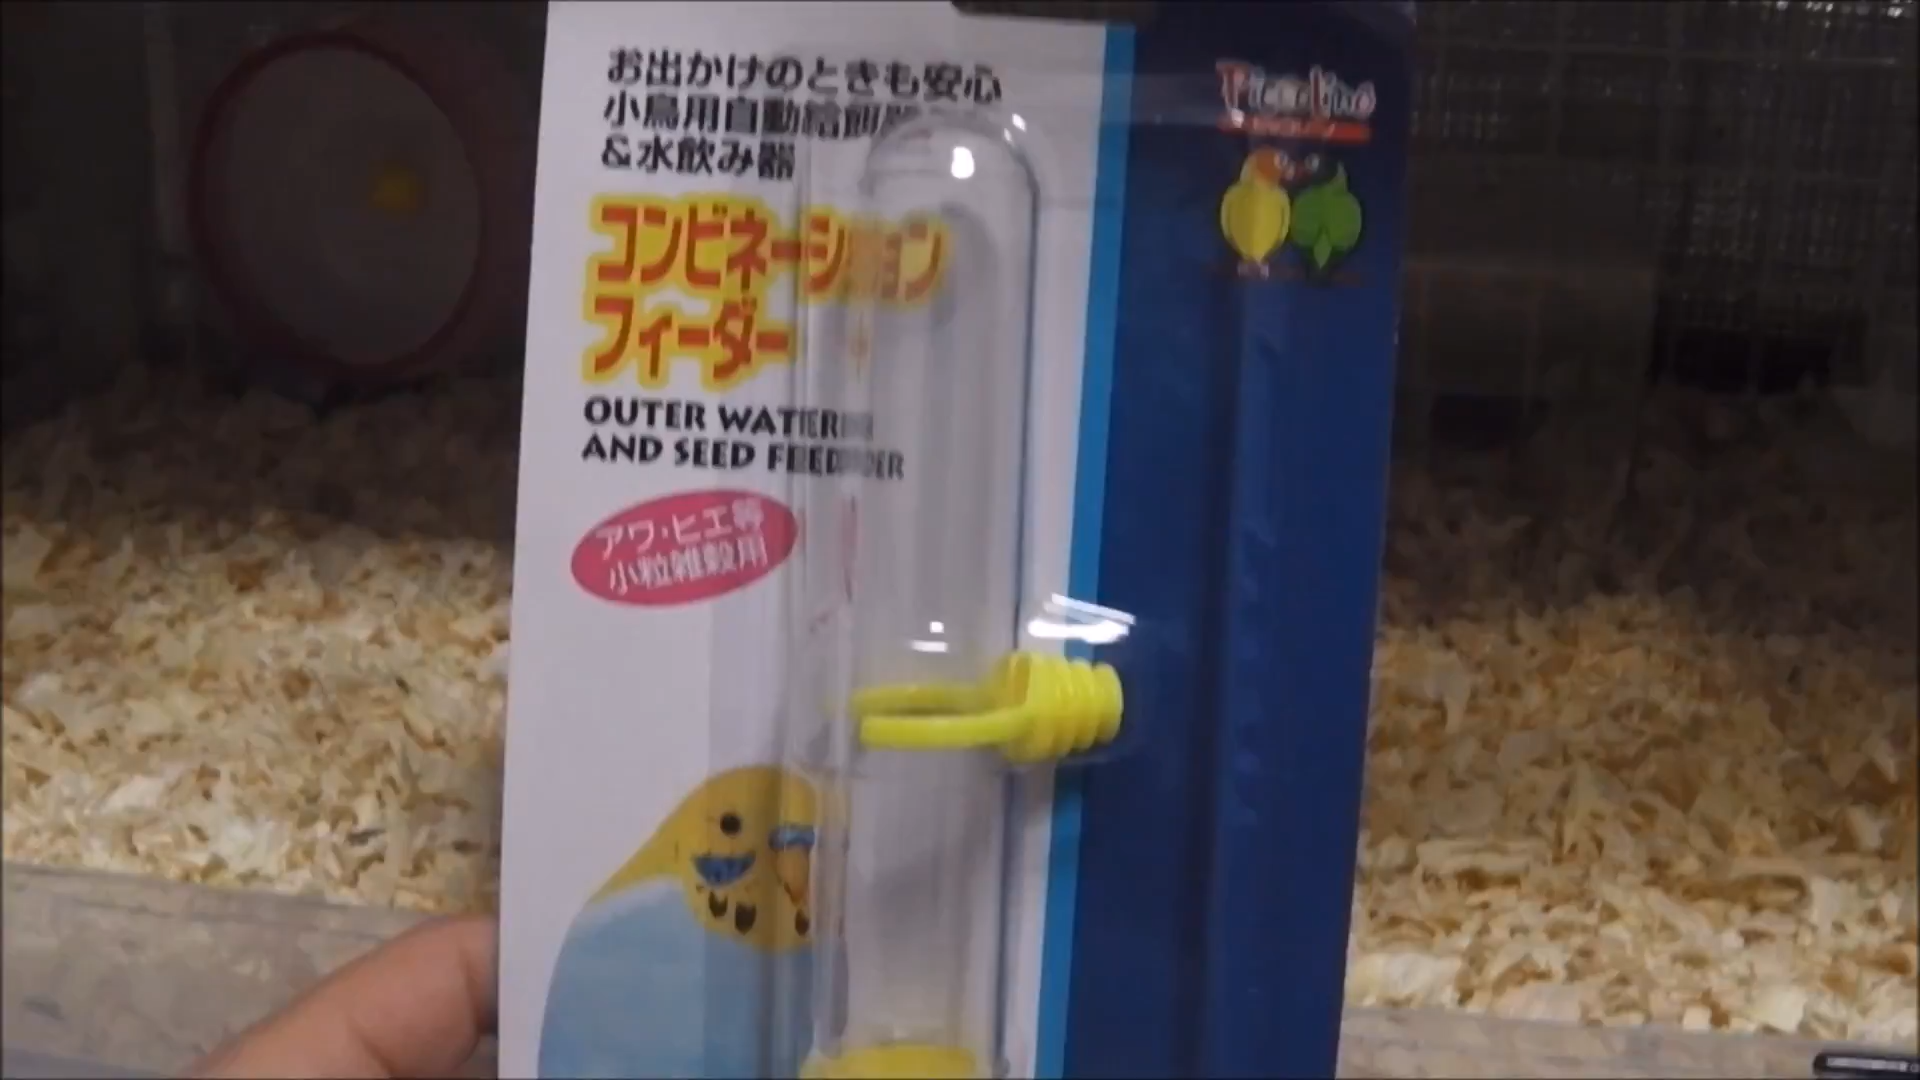 お出かけのときも安心
小鳥用自動給餌器
&水飲み器
コンビネーション
フィーダー
OUTER WATERING
AND SEED FEEDER
アワ・ヒエ等
小粒雑穀用
Piccolino